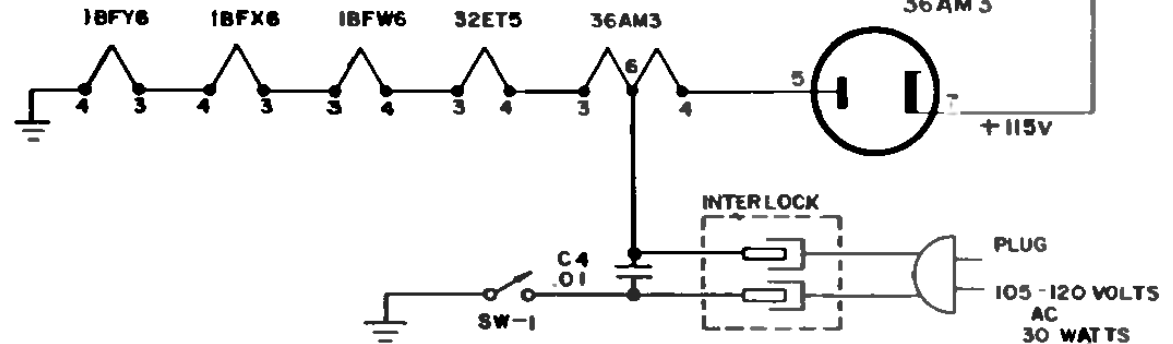 18FY6 18FX6 18FW6 32ET5 36AM3
36AM3
6
5
4 3 4 3 3 4 3 4 3 4
7
+115V
INTERLOCK
C4
.01
SW-1
PLUG
105-120 VOLTS
AC
30 WATTS